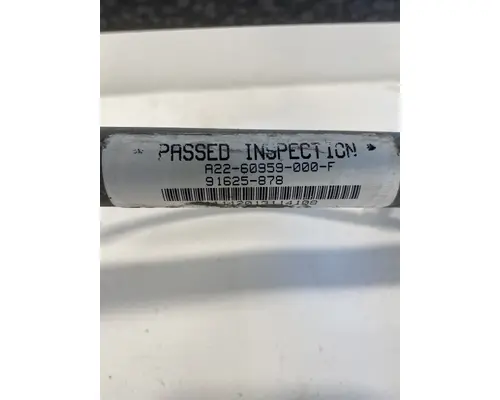 * PASSED INSPECTION *
A22-60959-000-F
91625-878